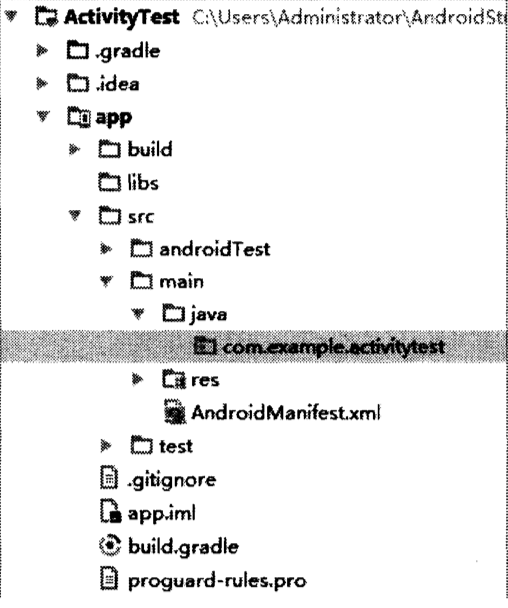 ActivityTest C:\Users\Administrator\AndroidSt
.gradle
.idea
app
build
libs
src
androidTest
main
java
com.example.activitytest
res
AndroidManifest.xml
test
.gitignore
app.iml
build.gradle
proguard-rules.pro